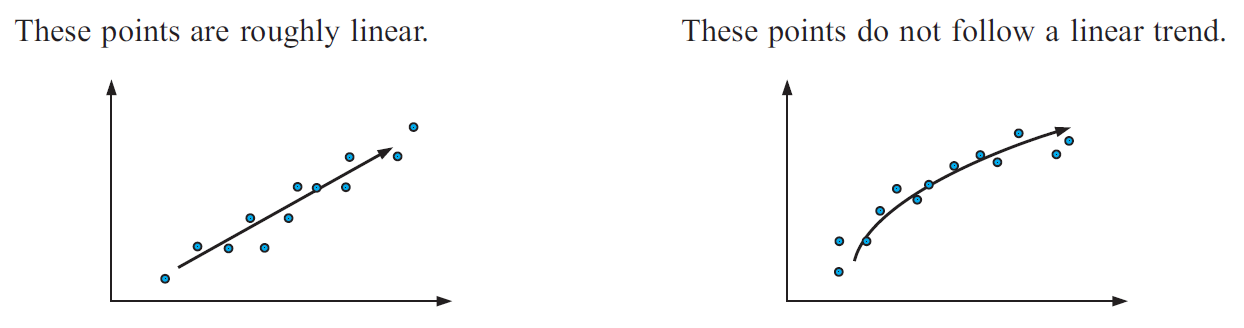 These points are roughly linear.
These points do not follow a linear trend.